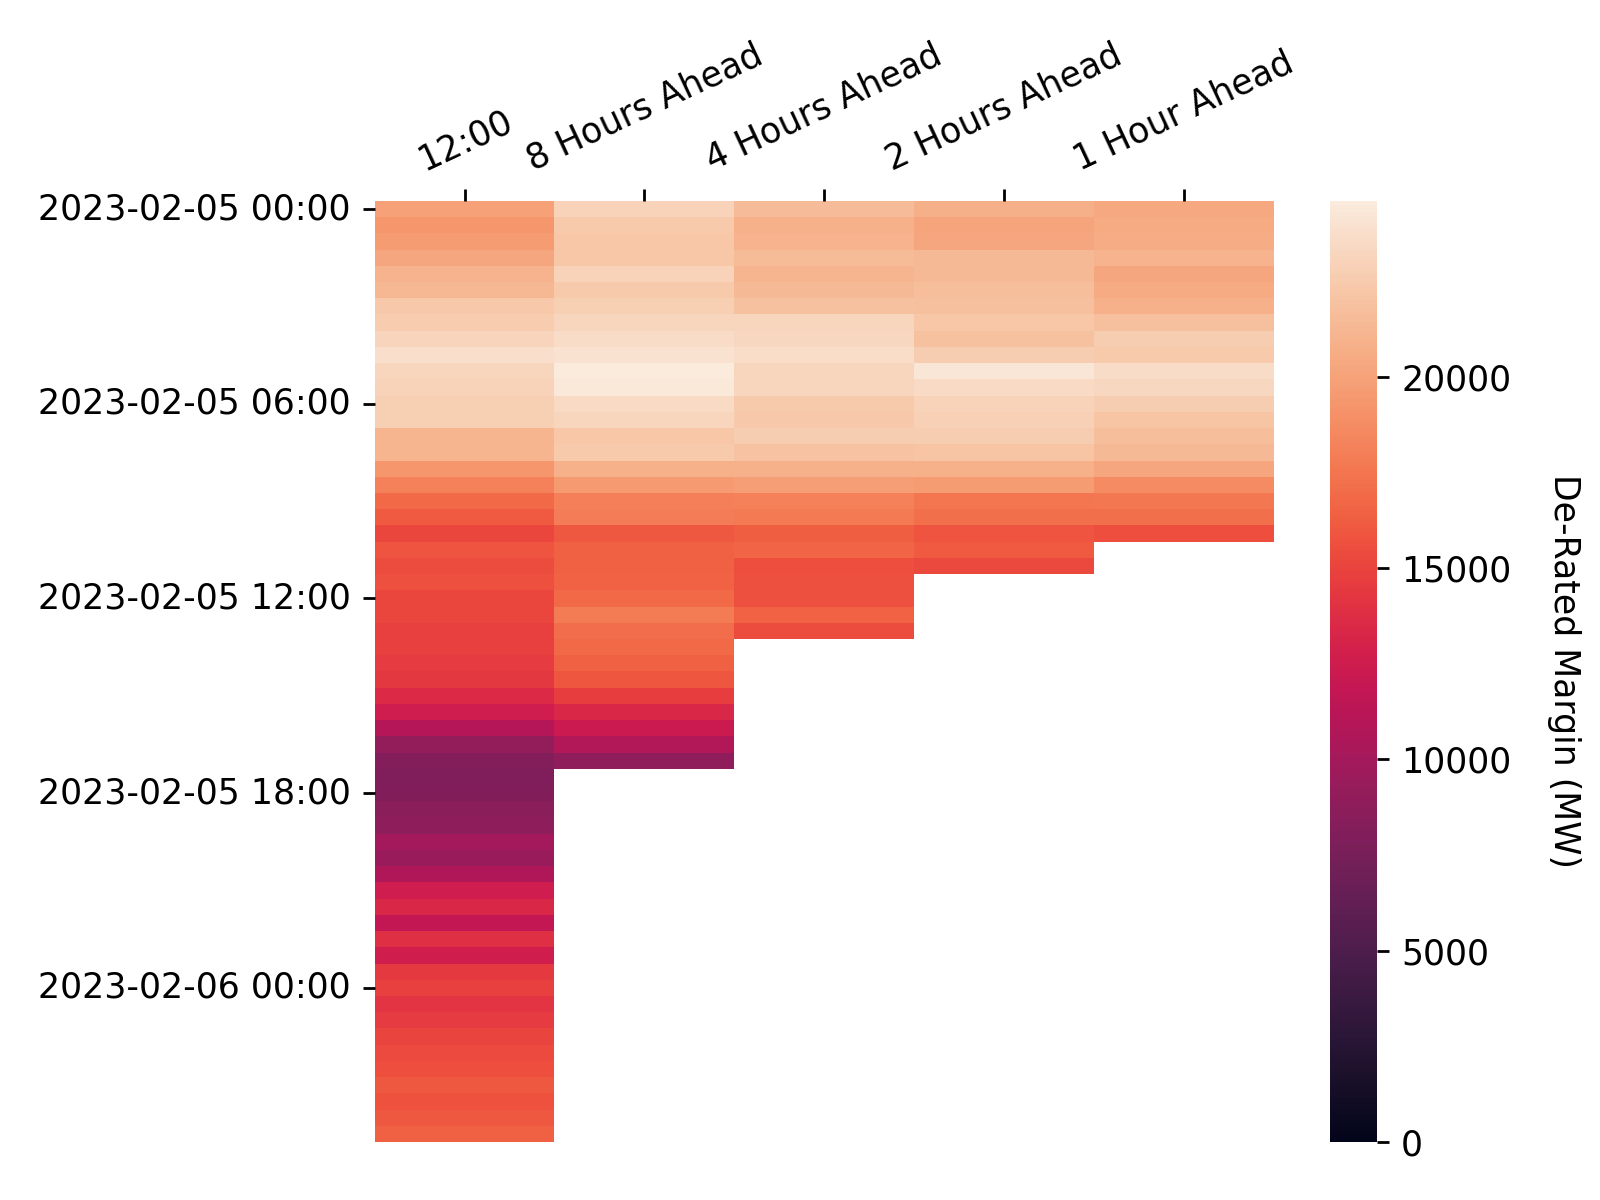 12:00
8 Hours Ahead
4 Hours Ahead
2 Hours Ahead
1 Hour Ahead
2023-02-05 00:00
2023-02-05 06:00
2023-02-05 12:00
2023-02-05 18:00
2023-02-06 00:00
20000
15000
10000
5000
0
De-Rated Margin (MW)